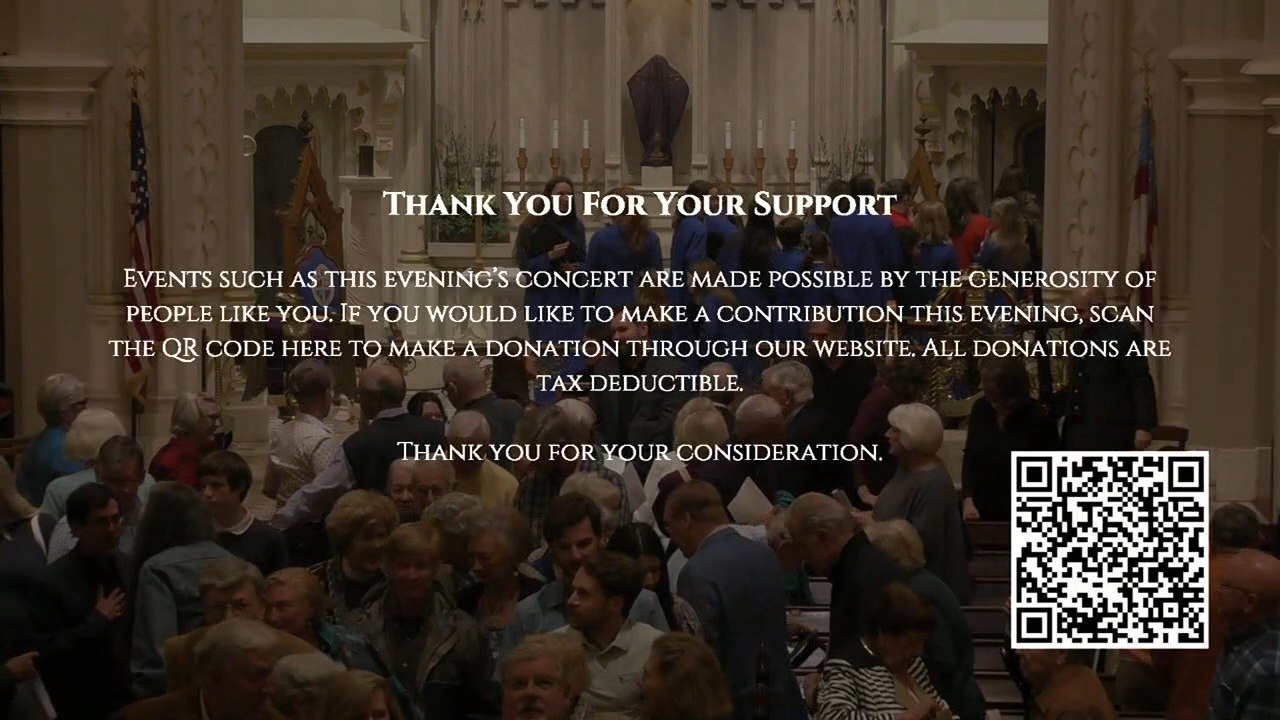 Thank You For Your Support
Events such as this evening's concert are made possible by the generosity of
people like you. If you would like to make a contribution this evening, scan
the QR code here to make a donation through our website. All donations are
tax deductible.
Thank you for your consideration.